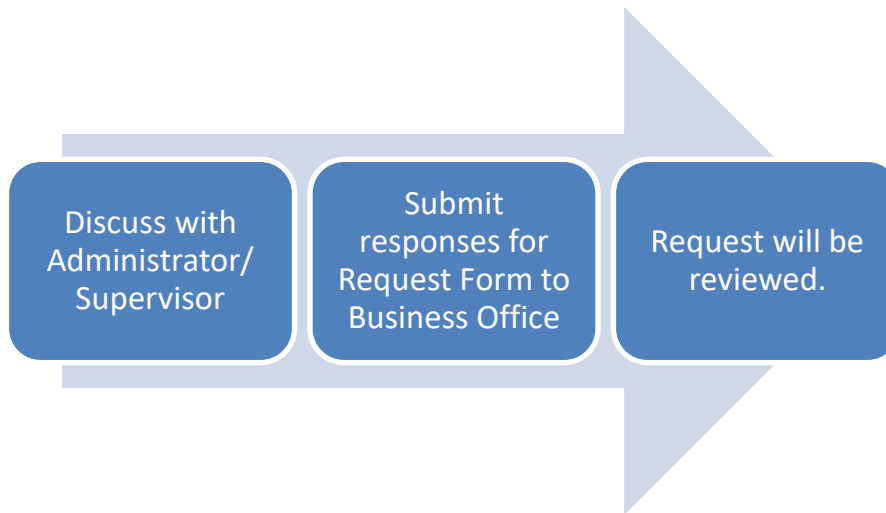 Discuss with
Administrator/
Supervisor
Submit
responses for
Request Form to
Business Office
Request will be
reviewed.